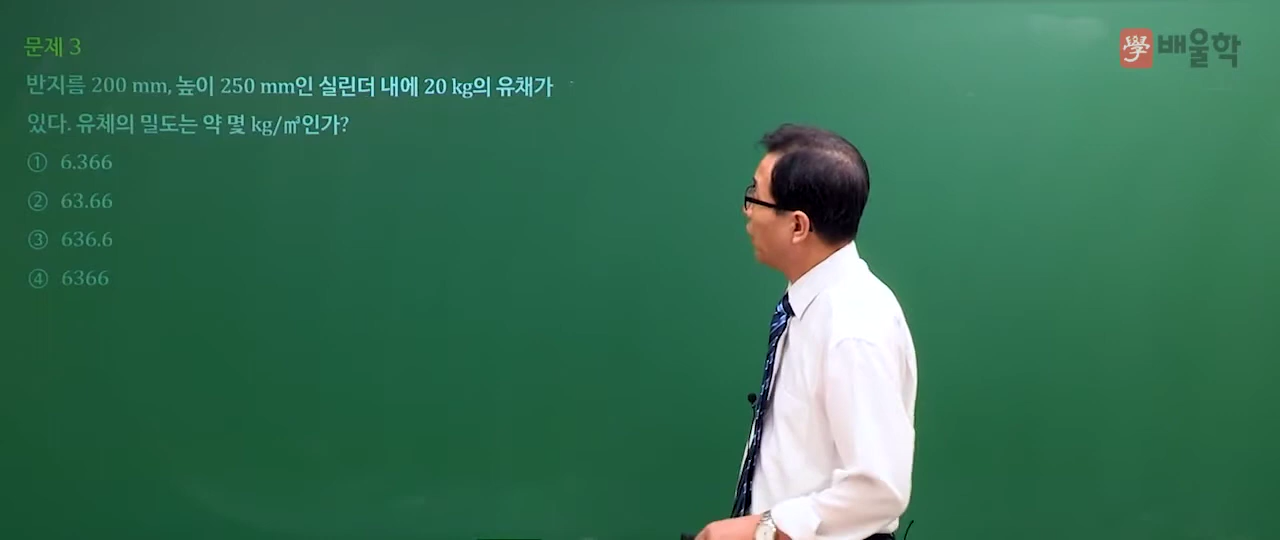 學 배울학
문제 3
반지름 200 mm, 높이 250 mm인 실린더 내에 20 kg의 유채가
있다. 유체의 밀도는 약 몇 kg/㎥인가?
① 6.366
② 63.66
③ 636.6
④ 6366